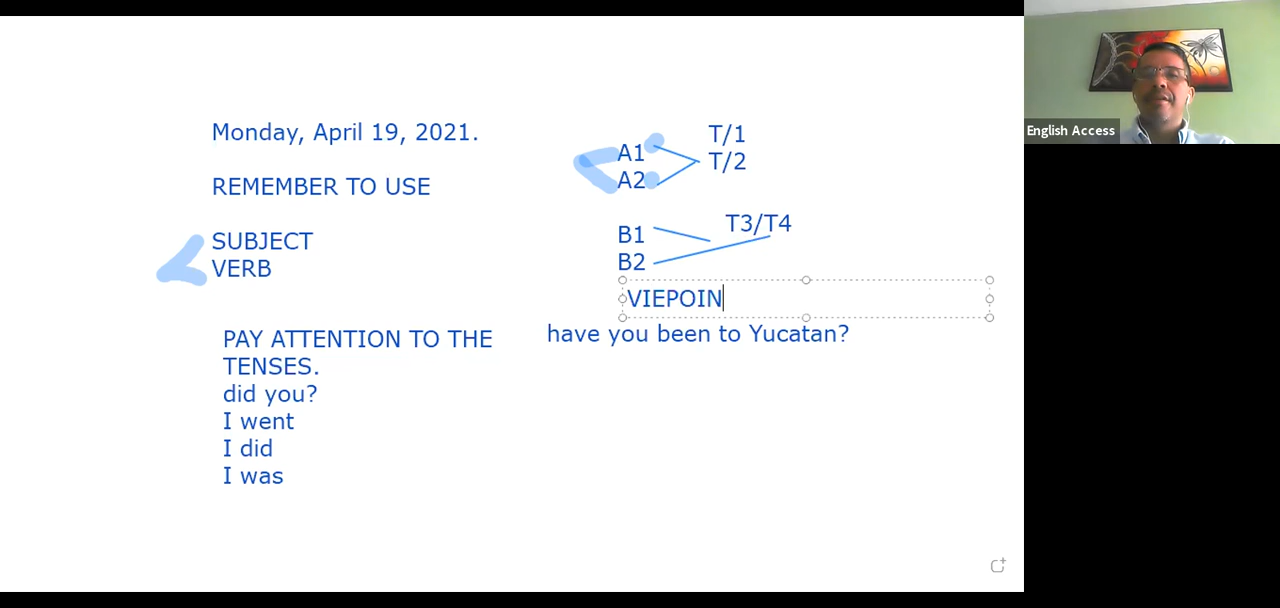 Monday, April 19, 2021.
REMEMBER TO USE
SUBJECT
VERB
PAY ATTENTION TO THE
TENSES.
did you?
I went
I did
I was
A1
A2
T/1
T/2
B1
B2
T3/T4
VIEPOIN
have you been to Yucatan?
English Access